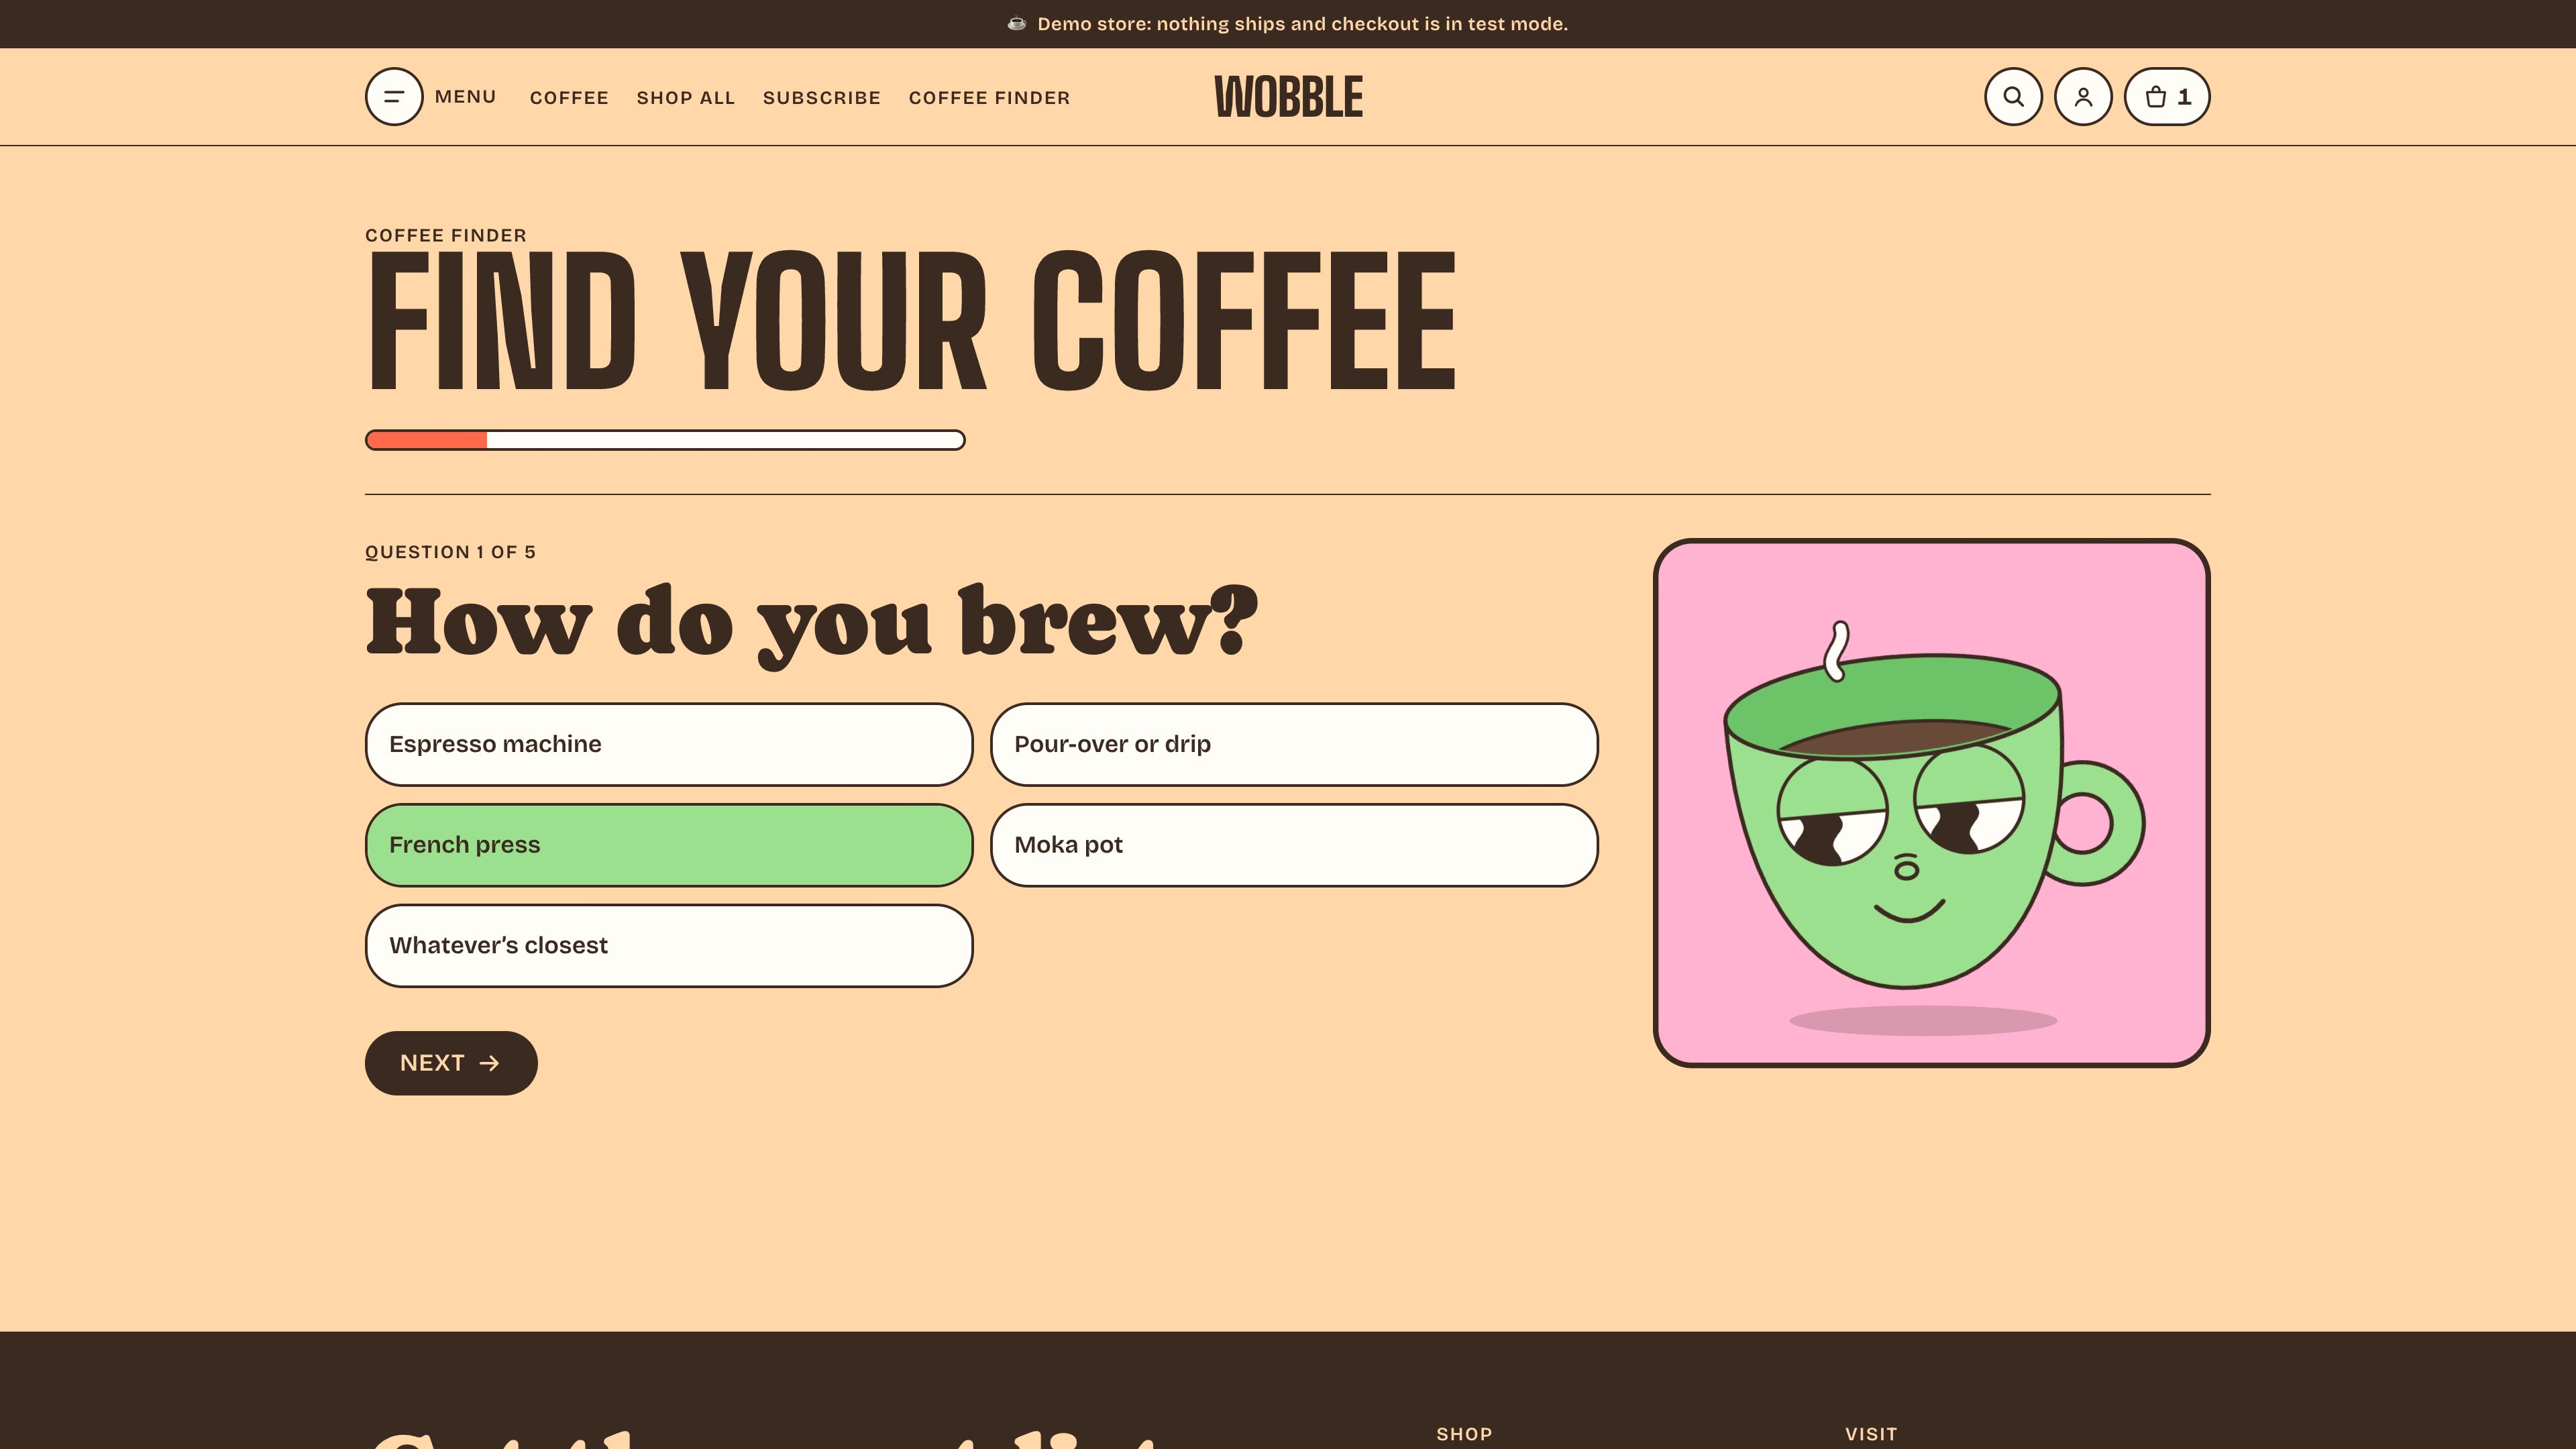 Demo store: nothing ships and checkout is in test mode.
MENU COFFEE SHOP ALL SUBSCRIBE COFFEE FINDER WOBBLE 1
COFFEE FINDER
FIND YOUR COFFEE
QUESTION 1 OF 5
How do you brew?
Espresso machine
Pour-over or drip
French press
Moka pot
Whatever’s closest
NEXT
SHOP
VISIT